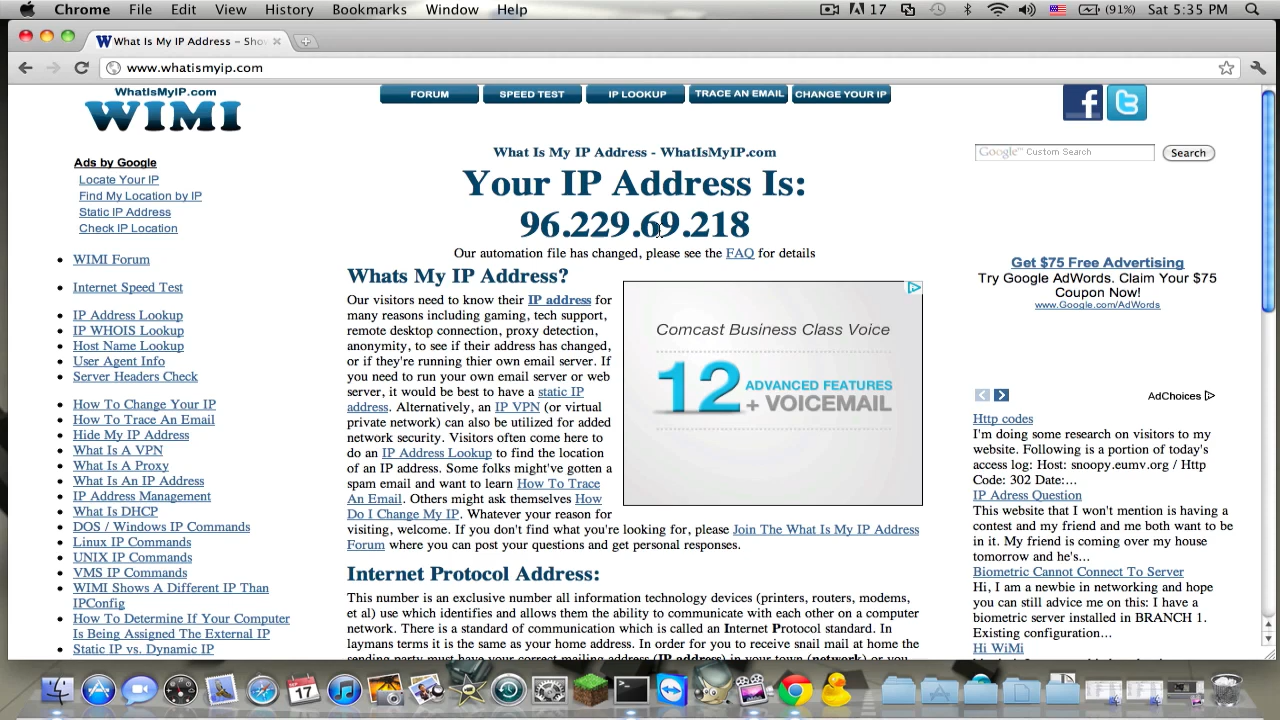 Chrome File Edit View History Bookmarks Window Help 17 (91%) Sat 5:35 PM
What Is My IP Address – Sho
www.whatismyip.com
WhatIsMyIP.com
WIMI
FORUM SPEED TEST IP LOOKUP TRACE AN EMAIL CHANGE YOUR IP
f t
Ads by Google
Locate Your IP
Find My Location by IP
Static IP Address
Check IP Location
WIMI Forum
Internet Speed Test
IP Address Lookup
IP WHOIS Lookup
Host Name Lookup
User Agent Info
Server Headers Check
How To Change Your IP
How To Trace An Email
Hide My IP Address
What Is A VPN
What Is A Proxy
What Is An IP Address
IP Address Management
What Is DHCP
DOS / Windows IP Commands
Linux IP Commands
UNIX IP Commands
VMS IP Commands
WIMI Shows A Different IP Than
IPConfig
How To Determine If Your Computer
Is Being Assigned The External IP
Static IP vs. Dynamic IP
What Is My IP Address - WhatIsMyIP.com
Your IP Address Is:
96.229.69.218
Our automation file has changed, please see the FAQ for details
Whats My IP Address?
Our visitors need to know their IP address for
many reasons including gaming, tech support,
remote desktop connection, proxy detection,
anonymity, to see if their address has changed,
or if they're running thier own email server. If
you need to run your own email server or web
server, it would be best to have a static IP
address. Alternatively, an IP VPN (or virtual
private network) can also be utilized for added
network security. Visitors often come here to
do an IP Address Lookup to find the location
of an IP address. Some folks might've gotten a
spam email and want to learn How To Trace
An Email. Others might ask themselves How
Do I Change My IP. Whatever your reason for
visiting, welcome. If you don't find what you're looking for, please Join The What Is My IP Address
Forum where you can post your questions and get personal responses.
Comcast Business Class Voice
12 ADVANCED FEATURES
+ VOICEMAIL
Internet Protocol Address:
This number is an exclusive number all information technology devices (printers, routers, modems,
et al) use which identifies and allows them the ability to communicate with each other on a computer
network. There is a standard of communication which is called an Internet Protocol standard. In
laymans terms it is the same as your home address. In order for you to receive snail mail at home the
sending party must have your correct mailing address (IP address) in your town (network) or you
Google™ Custom Search Search
Get $75 Free Advertising
Try Google AdWords. Claim Your $75
Coupon Now!
www.Google.com/AdWords
AdChoices
Http codes
I'm doing some research on visitors to my
website. Following is a portion of today's
access log: Host: snoopy.eumv.org / Http
Code: 302 Date:...
IP Adress Question
This website that I won't mention is having a
contest and my friend and me both want to be
in it. My friend is coming over my house
tomorrow and he's...
Biometric Cannot Connect To Server
Hi, I am a newbie in networking and hope
you can still advice me on this: I have a
biometric server installed in BRANCH 1.
Existing configuration...
Hi WiMi
17